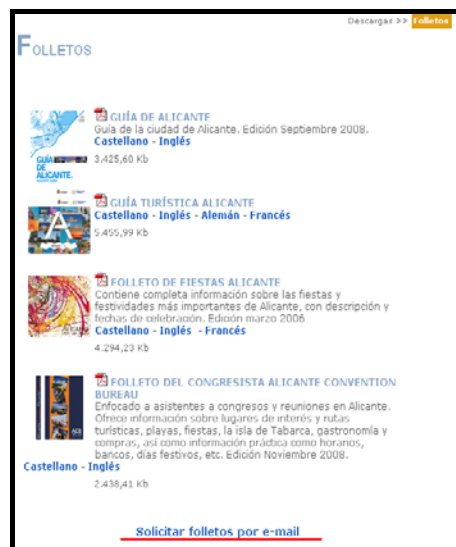 Descargas >> Folletos
FOLLETOS
GUÍA DE ALICANTE
Guía de la ciudad de Alicante. Edición Septiembre 2008.
Castellano - Inglés
3.425,60 Kb
GUÍA
DE
ALICANTE.
GUÍA TURÍSTICA ALICANTE
Castellano - Inglés - Alemán - Francés
5.455,99 Kb
A
FOLLETO DE FIESTAS ALICANTE
Contiene completa información sobre las fiestas y
festividades más importantes de Alicante, con descripción y
fechas de celebración. Edición marzo 2006
Castellano - Inglés - Francés
4.294,23 Kb
FOLLETO DEL CONGRESISTA ALICANTE CONVENTION
BUREAU
Enfocado a asistentes a congresos y reuniones en Alicante.
Ofrece información sobre lugares de interés y rutas
turísticas, playas, fiestas, la isla de Tabarca, gastronomía y
compras, así como información práctica como horarios,
bancos, días festivos, etc. Edición Noviembre 2008.
Castellano - Inglés
2.438,41 Kb
Solicitar folletos por e-mail